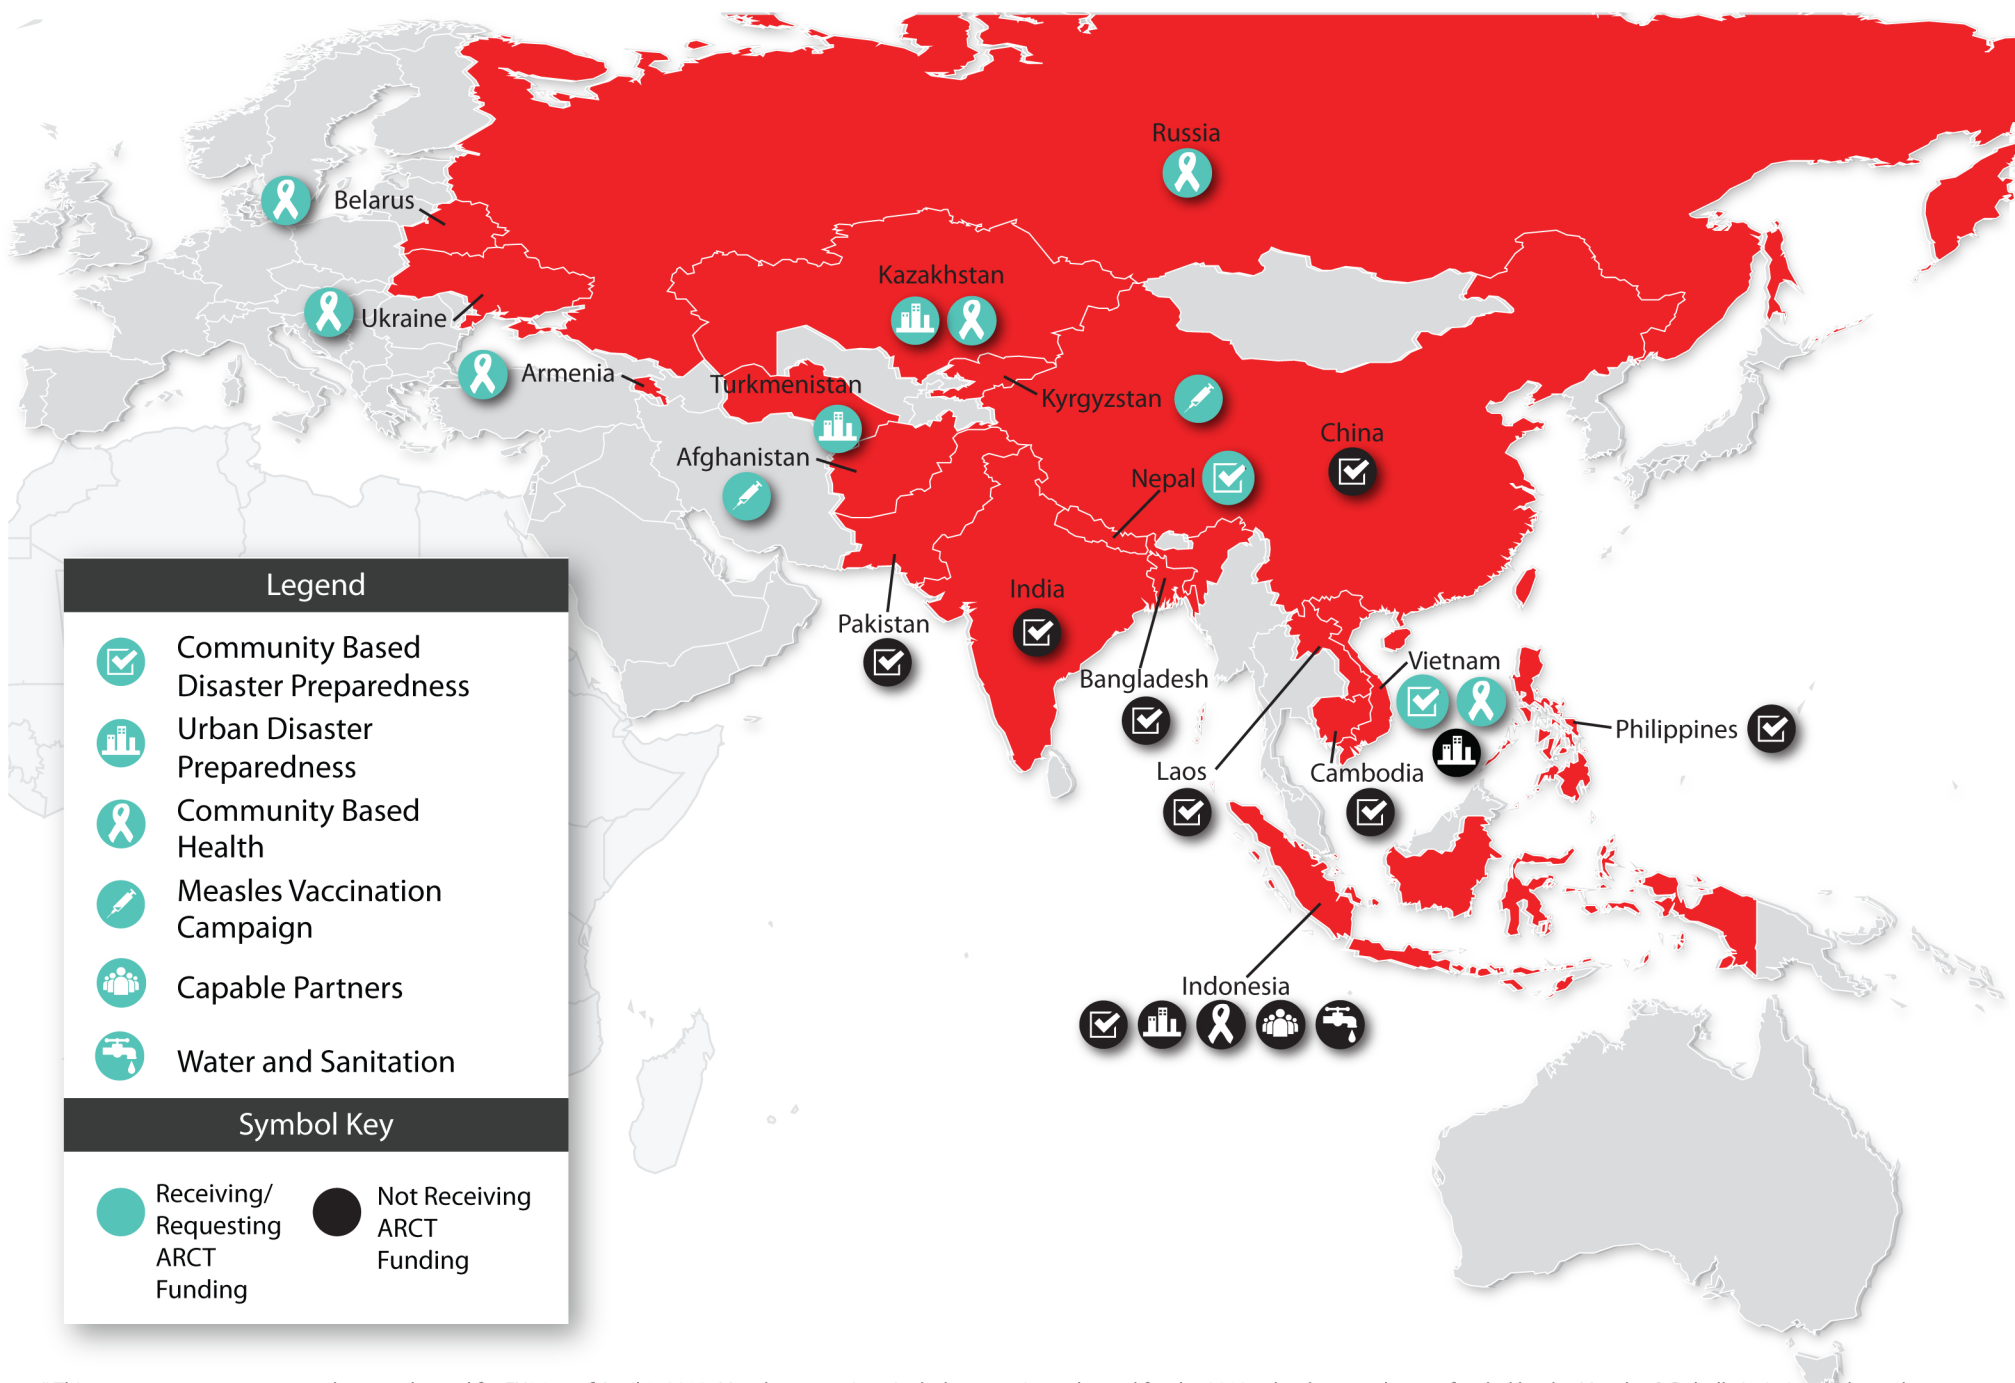 Russia
Belarus
Kazakhstan
Ukraine
Armenia
Turkmenistan
Kyrgyzstan
China
Afghanistan
Nepal
India
Pakistan
Vietnam
Bangladesh
Philippines
Laos
Cambodia
Indonesia
Legend
Community Based
Disaster Preparedness
Urban Disaster
Preparedness
Community Based
Health
Measles Vaccination
Campaign
Capable Partners
Water and Sanitation
Symbol Key
Receiving/
Requesting
ARCT
Funding
Not Receiving
ARCT
Funding